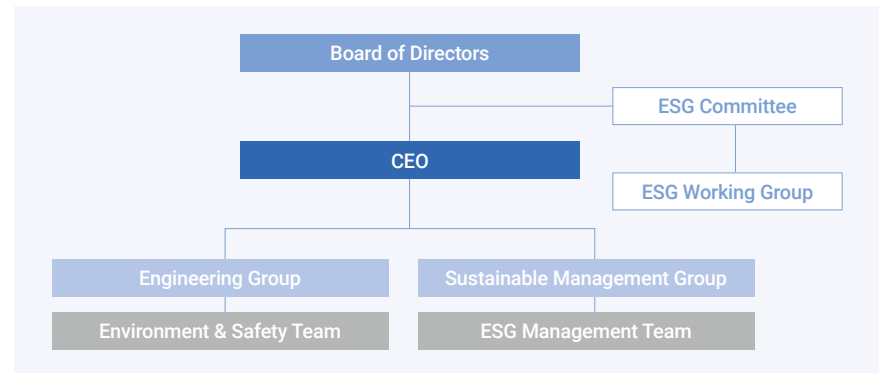 Board of Directors
ESG Committee
CEO
ESG Working Group
Engineering Group
Sustainable Management Group
Environment & Safety Team
ESG Management Team